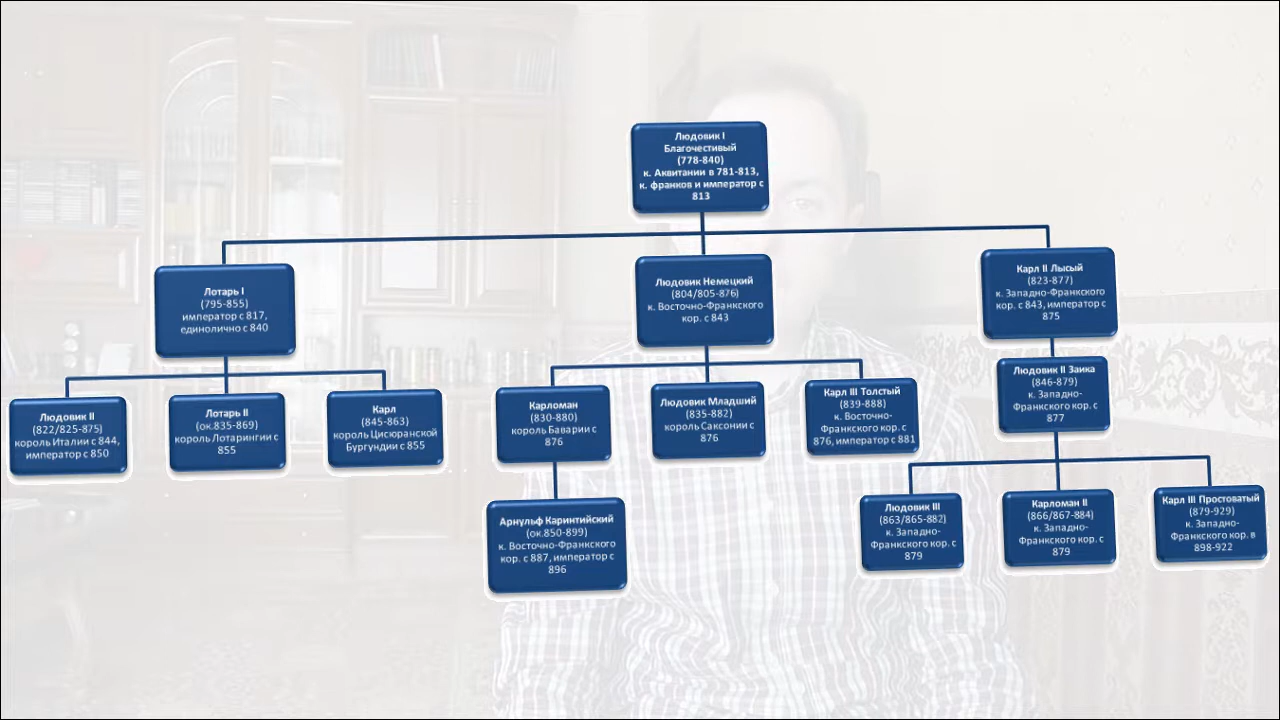 Людовик I
Благочестивый
(778-840)
к. Аквитании в 781-813,
к. франков и император с
813
Лотарь I
(795-855)
император с 817,
единолично с 840
Людовик Немецкий
(804/805-876)
к. Восточно-Франкского
кор. с 843
Карл II Лысый
(823-877)
к. Западно-Франкского
кор. с 843, император с
875
Людовик II Заика
(846-879)
к. Западно-
Франкского кор. с
877
Людовик II
(822/825-875)
король Италии с 844,
император с 850
Лотарь II
(ок.835-869)
король Лотарингии с
855
Карл
(845-863)
король Цисюранской
Бургундии с 855
Карломан
(830-880)
король Баварии с
876
Людовик Младший
(835-882)
король Саксонии с
876
Карл III Толстый
(839-888)
к. Восточно-
Франкского кор. с
876, император с 881
Арнульф Каринтийский
(ок.850-899)
к. Восточно-Франкского
кор. с 887, император с
896
Людовик III
(863/865-882)
к. Западно-
Франкского кор. с
879
Карломан II
(866/867-884)
к. Западно-
Франкского кор. с
879
Карл III Простоватый
(879-929)
к. Западно-
Франкского кор. в
898-922